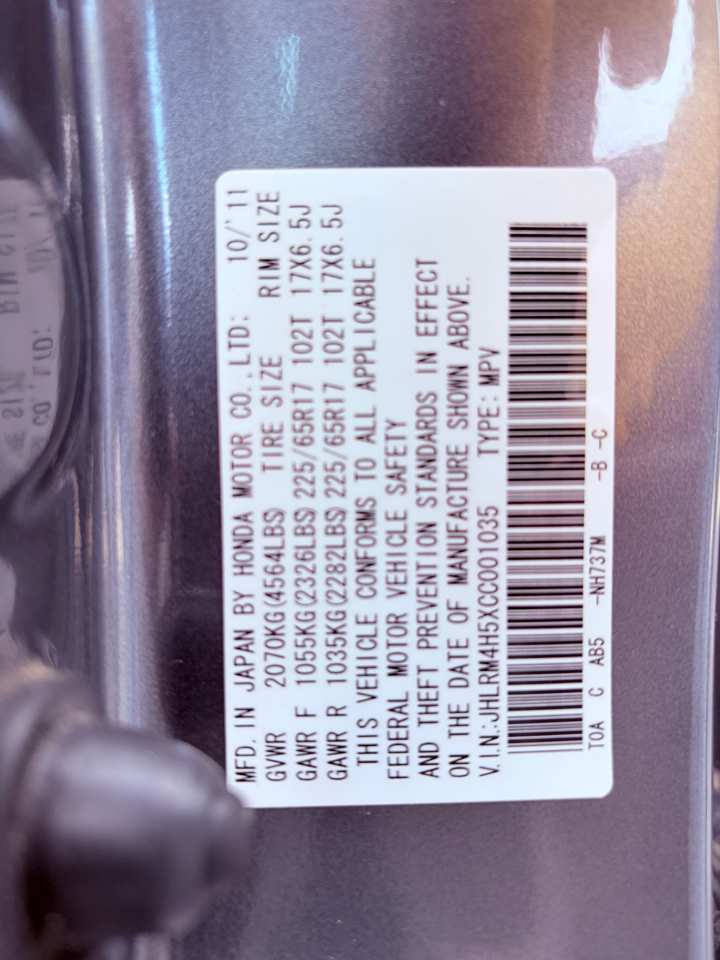 MFD. IN JAPAN BY HONDA MOTOR CO.,LTD: 10/'11
GVWR 2070KG(4564LBS) TIRE SIZE RIM SIZE
GAWR F 1055KG(2326LBS) 225/65R17 102T 17X6.5J
GAWR R 1035KG(2282LBS) 225/65R17 102T 17X6.5J
THIS VEHICLE CONFORMS TO ALL APPLICABLE
FEDERAL MOTOR VEHICLE SAFETY
AND THEFT PREVENTION STANDARDS IN EFFECT
ON THE DATE OF MANUFACTURE SHOWN ABOVE.
V.I.N.:JHLRM4H5XCC001035 TYPE: MPV
TOA C AB5 -NH737M -B -C